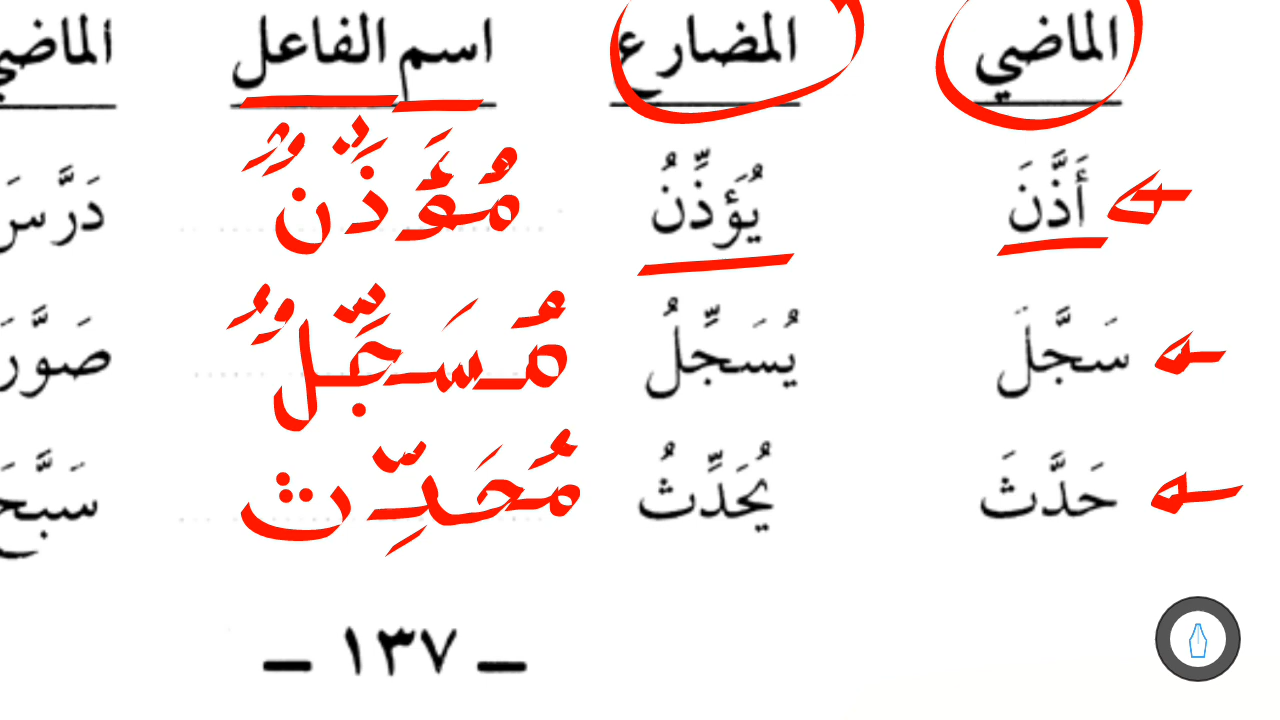 الماضي المضارع اسم الفاعل الماضي
أَذَّنَ يُؤَذِّنُ مُؤَذِّنٌ دَرَّسَ
سَجَّلَ يُسَجِّلُ مُسَجِّلٌ صَوَّرَ
حَدَّثَ يُحَدِّثُ مُحَدِّث سَبَّحَ
— ١٣٧ —